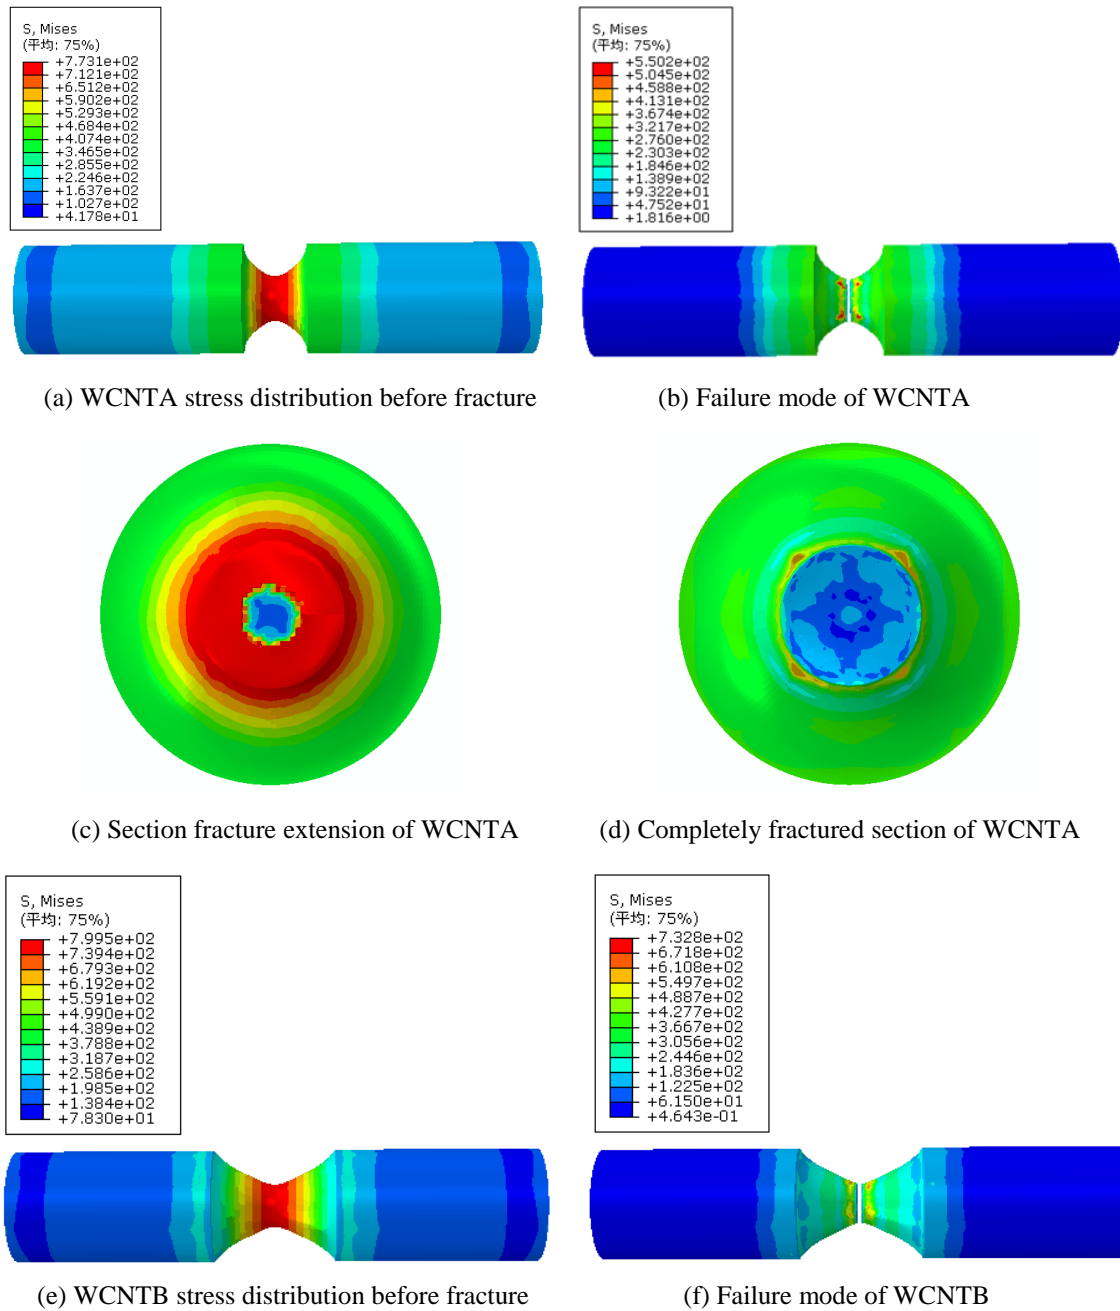 S, Mises
(平均: 75%)
+7.731e+02
+7.121e+02
+6.512e+02
+5.902e+02
+5.293e+02
+4.684e+02
+4.074e+02
+3.465e+02
+2.855e+02
+2.246e+02
+1.637e+02
+1.027e+02
+4.178e+01
S, Mises
(平均: 75%)
+5.502e+02
+5.045e+02
+4.588e+02
+4.131e+02
+3.674e+02
+3.217e+02
+2.760e+02
+2.303e+02
+1.846e+02
+1.389e+02
+9.322e+01
+4.752e+01
+1.816e+00
(a) WCNTA stress distribution before fracture
(b) Failure mode of WCNTA
(c) Section fracture extension of WCNTA
(d) Completely fractured section of WCNTA
S, Mises
(平均: 75%)
+7.995e+02
+7.394e+02
+6.793e+02
+6.192e+02
+5.591e+02
+4.990e+02
+4.389e+02
+3.788e+02
+3.187e+02
+2.586e+02
+1.985e+02
+1.384e+02
+7.830e+01
S, Mises
(平均: 75%)
+7.328e+02
+6.718e+02
+6.108e+02
+5.497e+02
+4.887e+02
+4.277e+02
+3.667e+02
+3.056e+02
+2.446e+02
+1.836e+02
+1.225e+02
+6.150e+01
+4.643e-01
(e) WCNTB stress distribution before fracture
(f) Failure mode of WCNTB